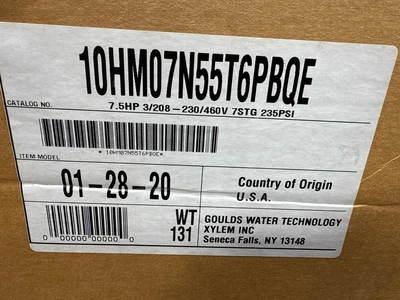 10HM07N55T6PBQE
CATALOG NO. 7.5HP 3/208-230/460V 7STG 235PSI
*10HM07N55T6PBQE*
ITEM MODEL
01-28-20
Country of Origin
U.S.A.
WT
131
GOULDS WATER TECHNOLOGY
XYLEM INC
Seneca Falls, NY 13148
0 00000 00000 0